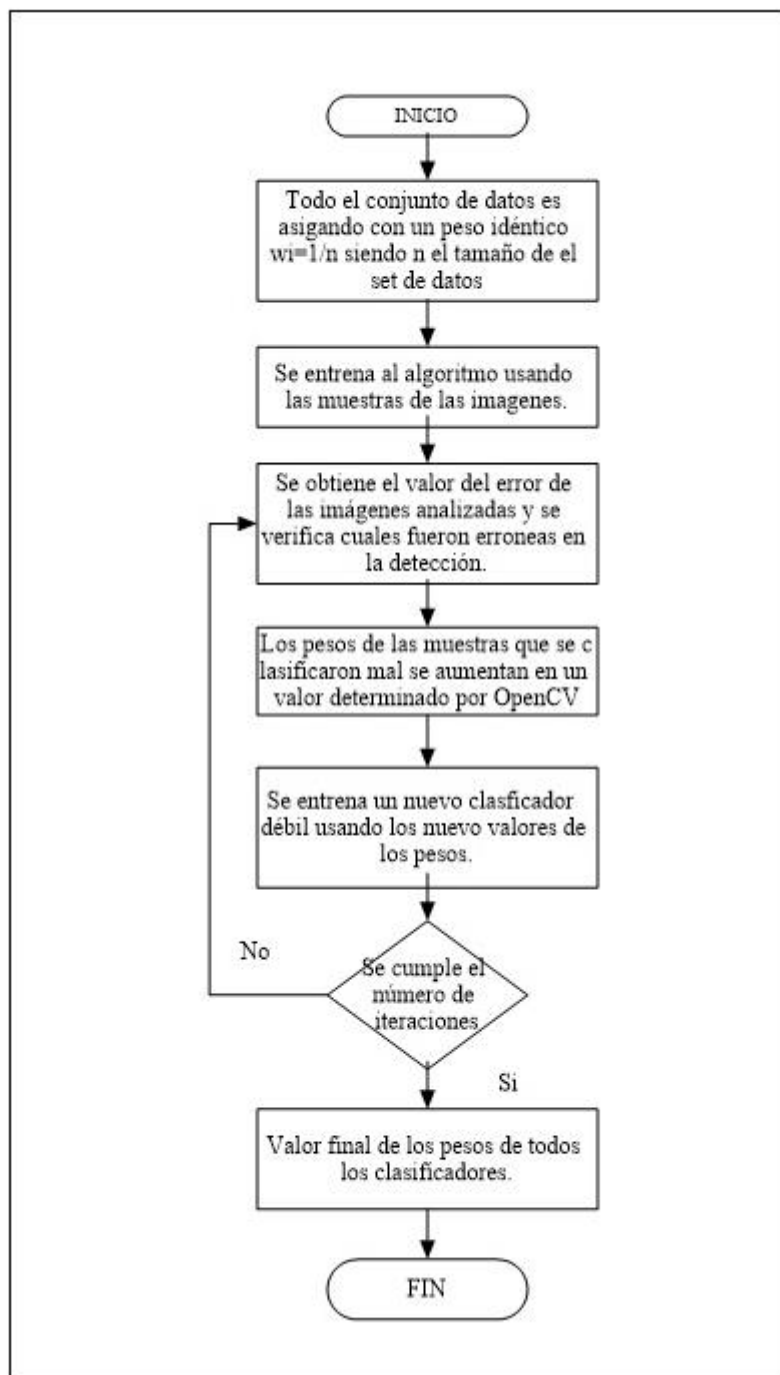 INICIO
Todo el conjunto de datos es
asigando con un peso idéntico
wi=1/n siendo n el tamaño de el
set de datos
Se entrena al algoritmo usando
las muestras de las imagenes.
Se obtiene el valor del error de
las imágenes analizadas y se
verifica cuales fueron erroneas en
la detección.
Los pesos de las muestras que se c
lasificaron mal se aumentan en un
valor determinado por OpenCV
Se entrena un nuevo clasficador
débil usando los nuevo valores de
los pesos.
No
Se cumple el
número de
iteraciones
Si
Valor final de los pesos de todos
los clasificadores.
FIN